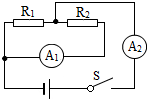 R₁ R₂
A₁ A₂
S